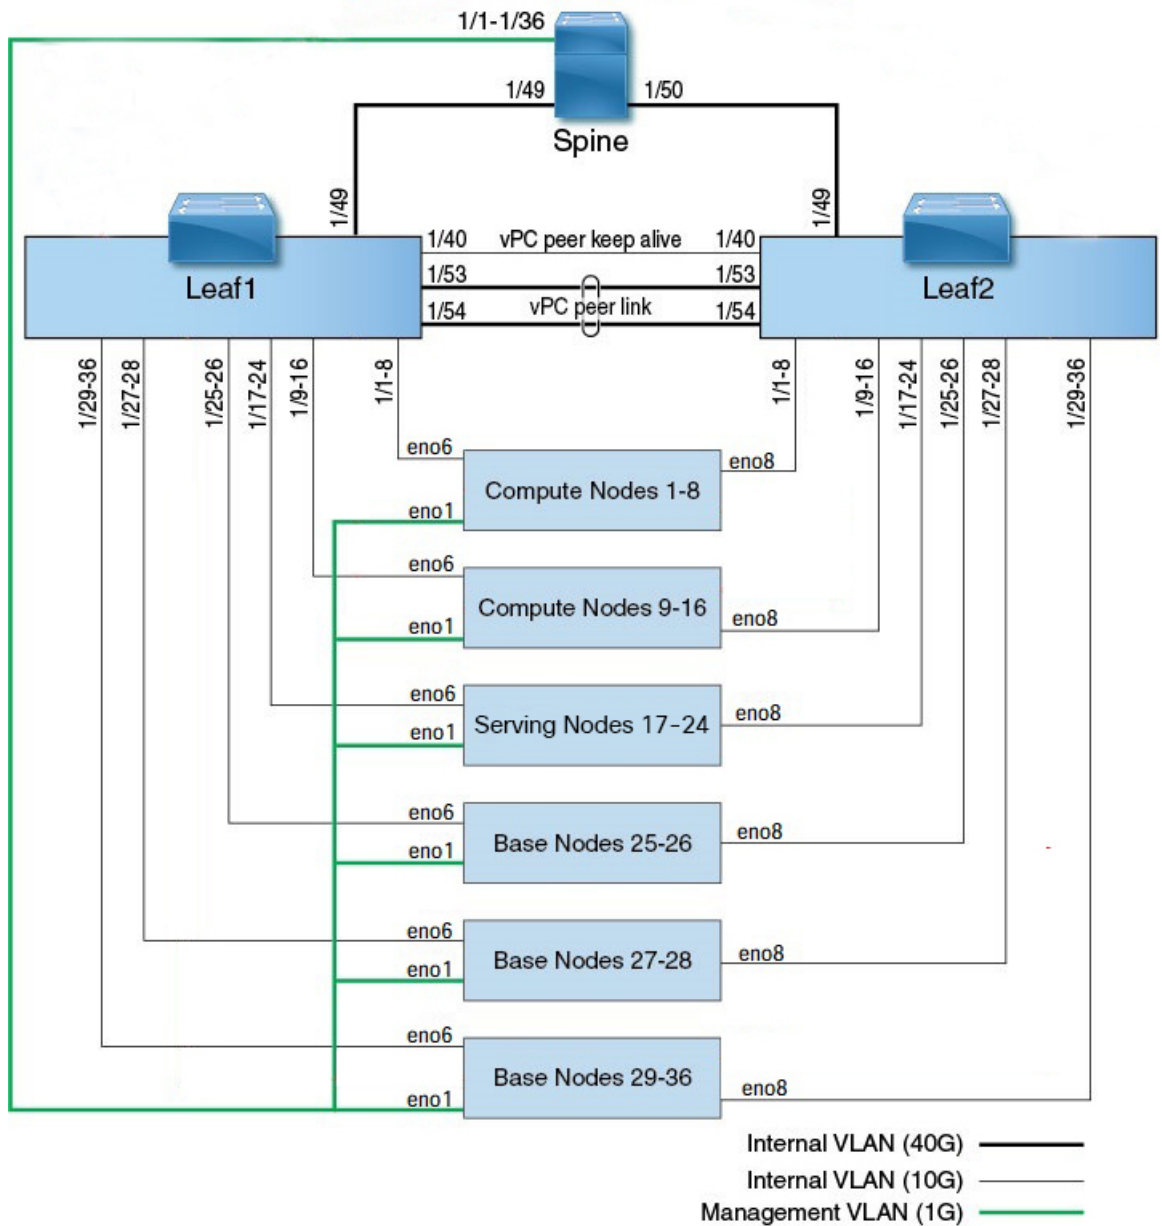 1/1-1/36
1/49
1/50
Spine
1/49
1/49
Leaf1
Leaf2
1/40
vPC peer keep alive
1/40
1/53
1/53
1/54
vPC peer link
1/54
1/29-36
1/27-28
1/25-26
1/17-24
1/9-16
1/1-8
1/1-8
1/9-16
1/17-24
1/25-26
1/27-28
1/29-36
eno6
eno8
Compute Nodes 1-8
eno1
eno6
Compute Nodes 9-16
eno8
eno1
eno6
Serving Nodes 17-24
eno8
eno1
eno6
Base Nodes 25-26
eno8
eno1
eno6
Base Nodes 27-28
eno8
eno1
eno6
Base Nodes 29-36
eno8
eno1
Internal VLAN (40G)
Internal VLAN (10G)
Management VLAN (1G)